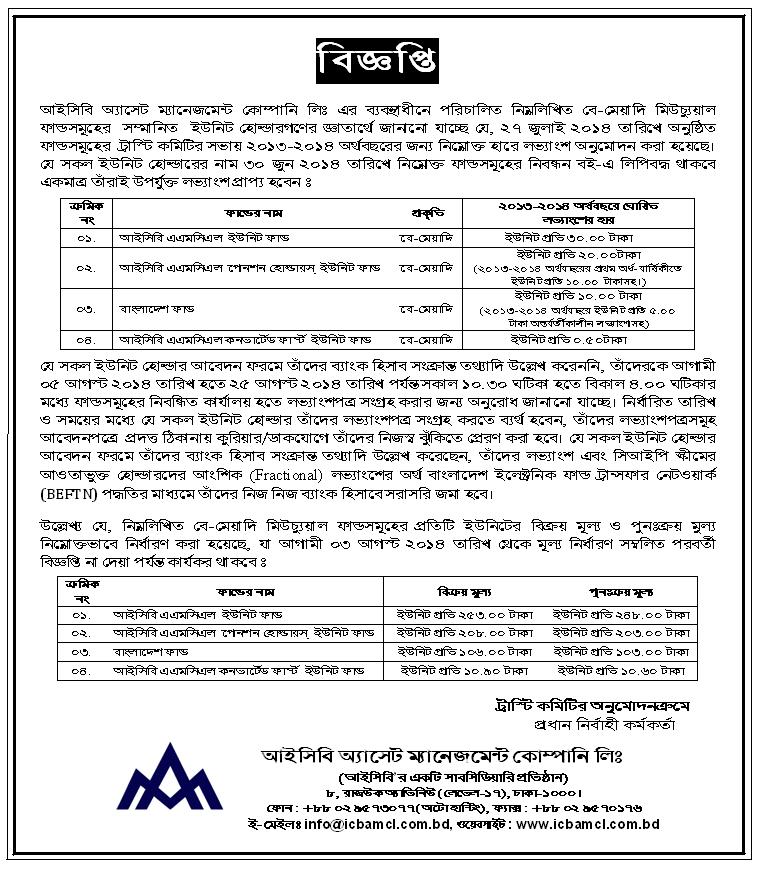 বিজ্ঞপ্তি
আইসিবি অ্যাসেট ম্যানেজমেন্ট কোম্পানি লিঃ এর ব্যবস্থাধীনে পরিচালিত নিম্নলিখিত বে-মেয়াদি মিউচ্যুয়াল
ফান্ডসমূহের সম্মানিত ইউনিট হোল্ডারগণের জ্ঞাতার্থে জানানো যাচ্ছে যে, ২৭ জুলাই ২০১৪ তারিখে অনুষ্ঠিত
ফান্ডসমূহের ট্রাস্টি কমিটির সভায় ২০১৩-২০১৪ অর্থবছরের জন্য নিম্নোক্ত হারে লভ্যাংশ অনুমোদন করা হয়েছে।
যে সকল ইউনিট হোল্ডারের নাম ৩০ জুন ২০১৪ তারিখে নিম্নোক্ত ফান্ডসমূহের নিবন্ধন বই-এ লিপিবদ্ধ থাকবে
একমাত্র তাঁরাই উপর্যুক্ত লভ্যাংশ প্রাপ্য হবেন ঃ
ক্রমিক নং ফান্ডের নাম প্রকৃতি ২০১৩-২০১৪ অর্থবছরে ঘোষিত লভ্যাংশের হার
০১. আইসিবি এএমসিএল ইউনিট ফান্ড বে-মেয়াদি ইউনিট প্রতি ৩০.০০ টাকা
০২. আইসিবি এএমসিএল পেনশন হোল্ডারস্ ইউনিট ফান্ড বে-মেয়াদি ইউনিট প্রতি ২০.০০টাকা
(২০১৩-২০১৪ অর্থবছরের প্রথম অর্ধ-বার্ষিকীতে
ইউনিট প্রতি ১০.০০ টাকাসহ।)
০৩. বাংলাদেশ ফান্ড বে-মেয়াদি ইউনিট প্রতি ১০.০০ টাকা
(২০১৩-২০১৪ অর্থবছরে ইউনিট প্রতি ৫.০০
টাকা অন্তর্বর্তীকালীন লভ্যাংশসহ)
০৪. আইসিবি এএমসিএল কনভার্টেড ফার্স্ট ইউনিট ফান্ড বে-মেয়াদি ইউনিট প্রতি ০.৫০টাকা
যে সকল ইউনিট হোল্ডার আবেদন ফরমে তাঁদের ব্যাংক হিসাব সংক্রান্ত তথ্যাদি উল্লেখ করেননি, তাঁদেরকে আগামী
০৫ আগস্ট ২০১৪ তারিখ হতে ২৫ আগস্ট ২০১৪ তারিখ পর্যন্ত সকাল ১০.৩০ ঘটিকা হতে বিকাল ৪.০০ ঘটিকার
মধ্যে ফান্ডসমূহের নিবন্ধিত কার্যালয় হতে লভ্যাংশপত্র সংগ্রহ করার জন্য অনুরোধ জানানো যাচ্ছে। নির্ধারিত তারিখ
ও সময়ের মধ্যে যে সকল ইউনিট হোল্ডার তাঁদের লভ্যাংশপত্র সংগ্রহ করতে ব্যর্থ হবেন, তাঁদের লভ্যাংশপত্রসমূহ
আবেদনপত্রে প্রদত্ত ঠিকানায় কুরিয়ার/ডাকযোগে তাঁদের নিজস্ব ঝুঁকিতে প্রেরণ করা হবে। যে সকল ইউনিট হোল্ডার
আবেদন ফরমে তাঁদের ব্যাংক হিসাব সংক্রান্ত তথ্যাদি উল্লেখ করেছেন, তাঁদের লভ্যাংশ এবং সিআইপি স্কীমের
আওতাভুক্ত হোল্ডারদের আংশিক (Fractional) লভ্যাংশের অর্থ বাংলাদেশ ইলেক্ট্রনিক ফান্ড ট্রান্সফার নেটওয়ার্ক
(BEFTN) পদ্ধতির মাধ্যমে তাঁদের নিজ নিজ ব্যাংক হিসাবে সরাসরি জমা হবে।
উল্লেখ্য যে, নিম্নলিখিত বে-মেয়াদি মিউচ্যুয়াল ফান্ডসমূহের প্রতিটি ইউনিটের বিক্রয় মূল্য ও পুনঃক্রয় মূল্য
নিম্নোক্তভাবে নির্ধারণ করা হয়েছে, যা আগামী ০৩ আগস্ট ২০১৪ তারিখ থেকে মূল্য নির্ধারণ সম্বলিত পরবর্তী
বিজ্ঞপ্তি না দেয়া পর্যন্ত কার্যকর থাকবে ঃ
ক্রমিক নং ফান্ডের নাম বিক্রয় মূল্য পুনঃক্রয় মূল্য
০১. আইসিবি এএমসিএল ইউনিট ফান্ড ইউনিট প্রতি ২৫৩.০০ টাকা ইউনিট প্রতি ২৪৮.০০ টাকা
০২. আইসিবি এএমসিএল পেনশন হোল্ডারস্ ইউনিট ফান্ড ইউনিট প্রতি ২০৮.০০ টাকা ইউনিট প্রতি ২০৩.০০ টাকা
০৩. বাংলাদেশ ফান্ড ইউনিট প্রতি ১০৬.০০ টাকা ইউনিট প্রতি ১০৩.০০ টাকা
০৪. আইসিবি এএমসিএল কনভার্টেড ফার্স্ট ইউনিট ফান্ড ইউনিট প্রতি ১০.৯০ টাকা ইউনিট প্রতি ১০.৬০ টাকা
ট্রাস্টি কমিটির অনুমোদনক্রমে
প্রধান নির্বাহী কর্মকর্তা
আইসিবি অ্যাসেট ম্যানেজমেন্ট কোম্পানি লিঃ
(আইসিবি'র একটি সাবসিডিয়ারি প্রতিষ্ঠান)
৮, রাজউক অ্যাভিনিউ (লেভেল-১৭), ঢাকা-১০০০।
ফোন : +৮৮ ০২ ৯৫৭৩০৭৭(অটো হান্টিং), ফ্যাক্স : +৮৮ ০২ ৯৫৭০১৭৬
ই-মেইলঃ info@icbamcl.com.bd, ওয়েবসাইট : www.icbamcl.com.bd